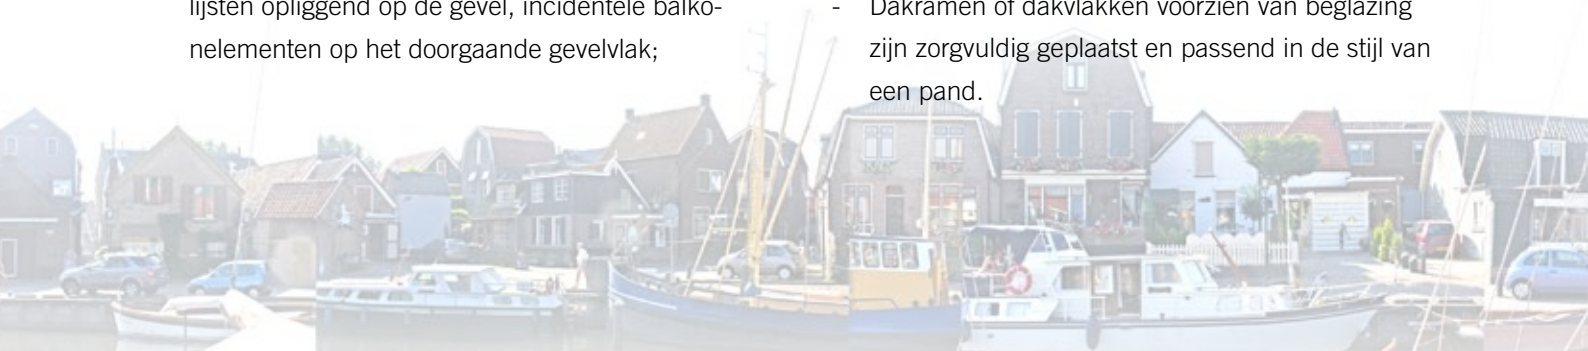 lijsten opliggend op de gevel, incidentele balko-
nelementen op het doorgaande gevelvlak;
- Dakramen of dakvlakken voorzien van beglazing
zijn zorgvuldig geplaatst en passend in de stijl van
een pand.